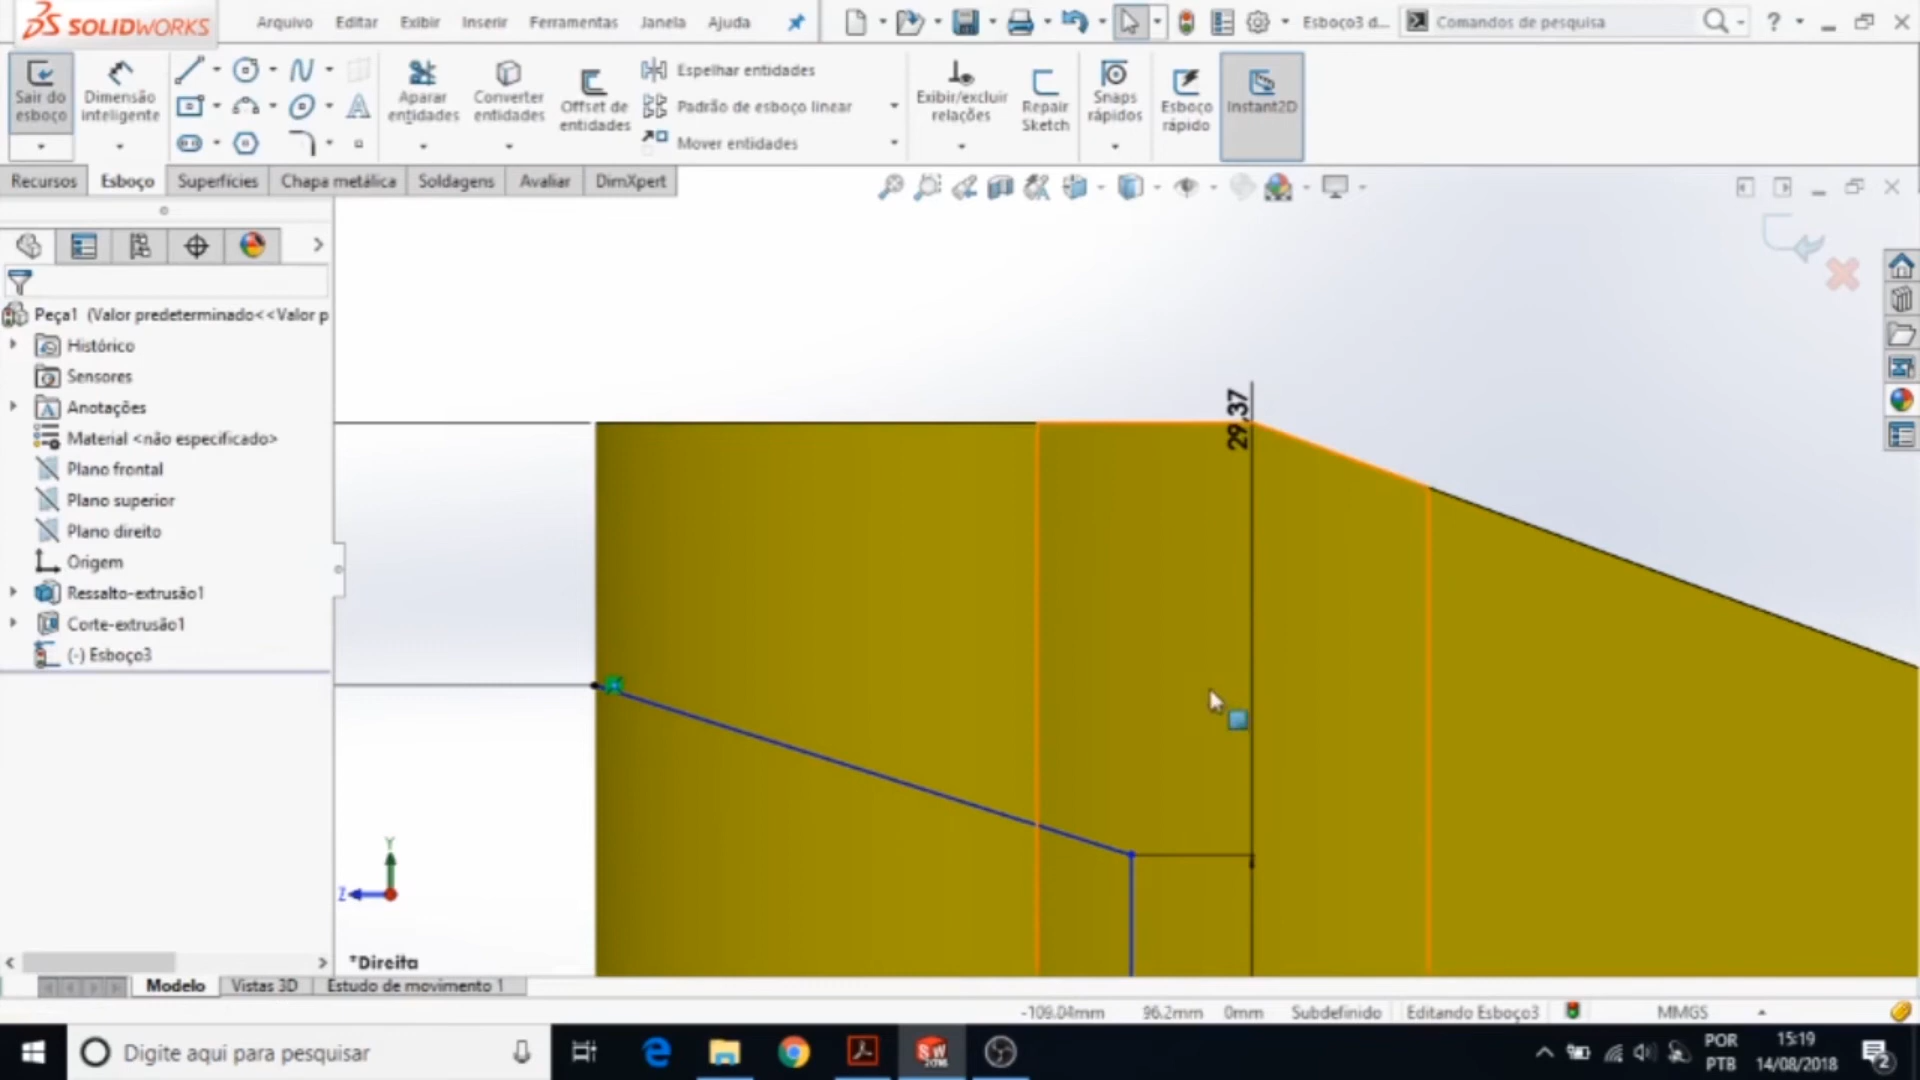 SOLIDWORKS
Arquivo Editar Exibir Inserir Ferramentas Janela Ajuda
Esboço3 d...
Comandos de pesquisa
?
Sair do esboço
Dimensão inteligente
Aparar entidades
Converter entidades
Offset de entidades
Espelhar entidades
Padrão de esboço linear
Mover entidades
Exibir/excluir relações
Repair Sketch
Snaps rápidos
Esboço rápido
Instant2D
Recursos Esboço Superfícies Chapa metálica Soldagens Avaliar DimXpert
Peça1 (Valor predeterminado<<Valor p
Histórico
Sensores
Anotações
Material <não especificado>
Plano frontal
Plano superior
Plano direito
Origem
Ressalto-extrusão1
Corte-extrusão1
(-) Esboço3
29,37
Y
Z
*Direita
Modelo Vistas 3D Estudo de movimento 1
-109.04mm 96.2mm 0mm Subdefinido Editando Esboço3 MMGS
Digite aqui para pesquisar
SW
2016
POR
PTB
15:19
14/08/2018
2